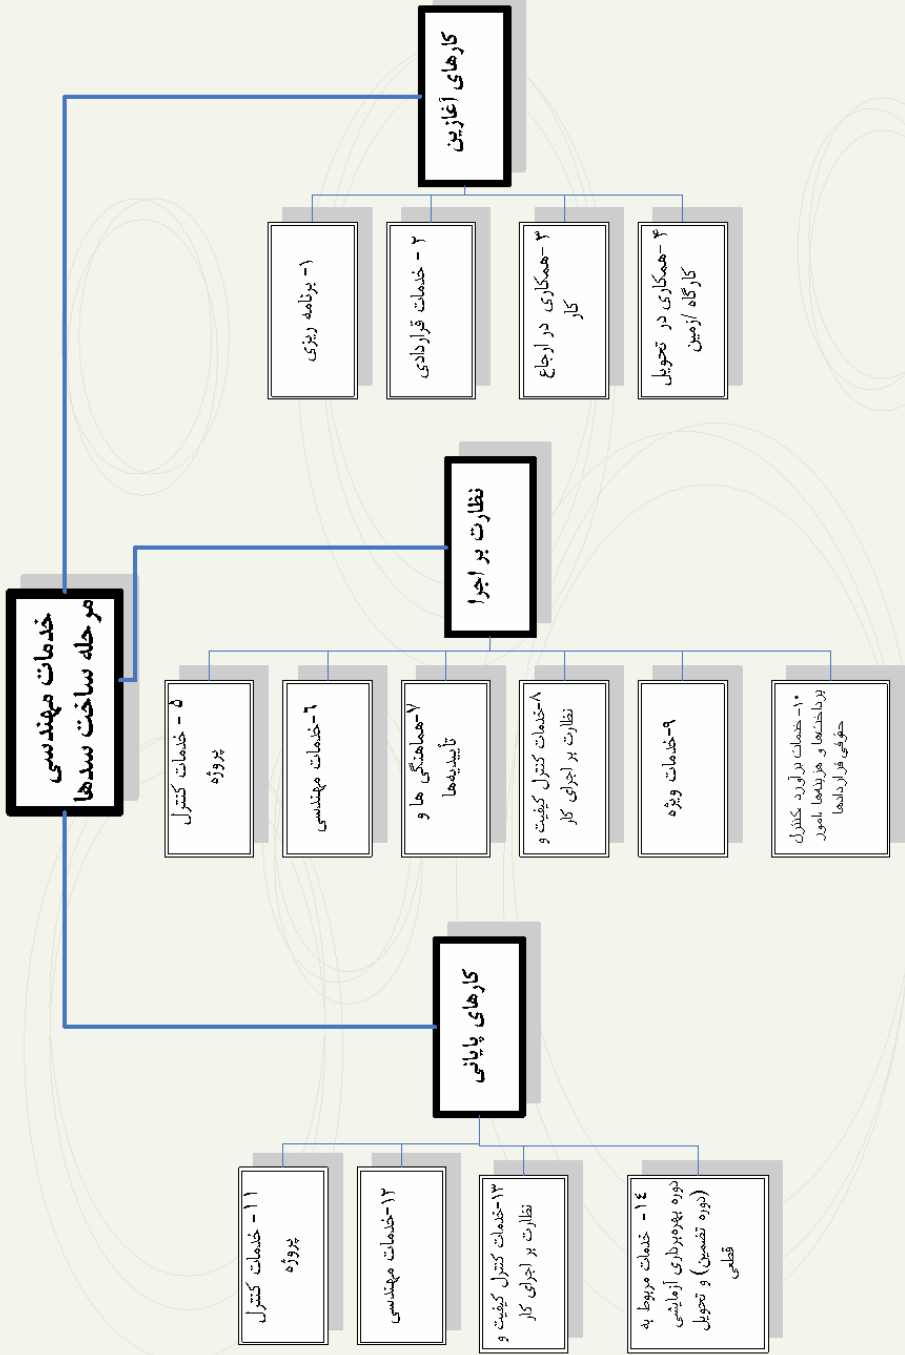 خدمات مهندسی
مرحله ساخت سدها
کارهای آغازین
۱- برنامه ریزی
۲ - خدمات قراردادی
۳ -همکاری در ارجاع
کار
۴ -همکاری در تحویل
کارگاه /زمین
نظارت بر اجرا
۵ - خدمات کنترل
پروژه
۶-خدمات مهندسی
۷-هماهنگی ها و
تأییدیه‌ها
۸-خدمات کنترل کیفیت و
نظارت بر اجرای کار
۹-خدمات ویژه
۱۰-خدمات برآورد، کنترل
پرداخت‌ها و هزینه‌ها ،امور
حقوقی قراردادها
کارهای پایانی
۱۱ - خدمات کنترل
پروژه
۱۲-خدمات مهندسی
۱۳-خدمات کنترل کیفیت و
نظارت بر اجرای کار
۱٤- خدمات مربوط به
دوره بهره‌برداری آزمایشی
(دوره تضمین) و تحویل
قطعی